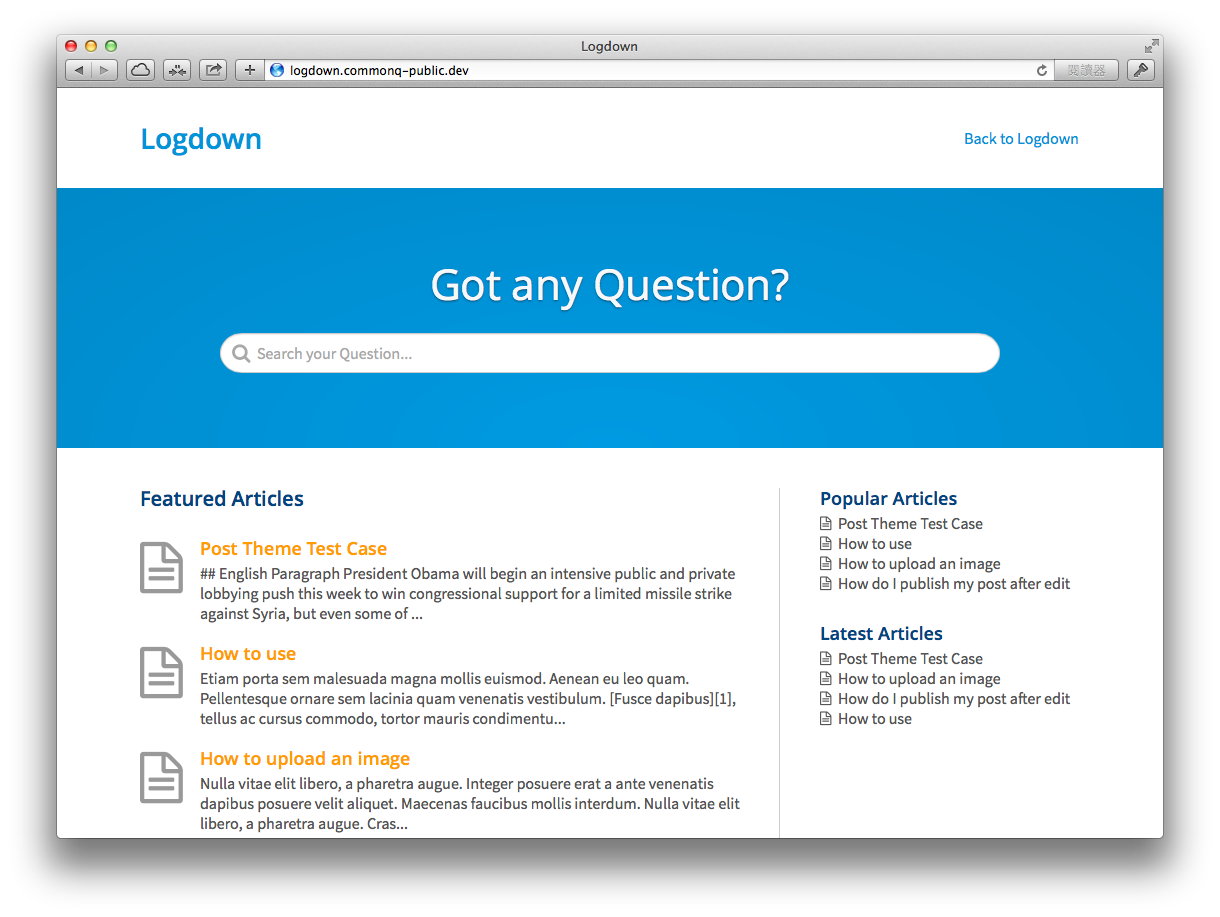 Logdown
logdown.commonq-public.dev
閱讀器
Logdown
Back to Logdown
Got any Question?
Search your Question...
Featured Articles
Post Theme Test Case
## English Paragraph President Obama will begin an intensive public and private
lobbying push this week to win congressional support for a limited missile strike
against Syria, but even some of ...
How to use
Etiam porta sem malesuada magna mollis euismod. Aenean eu leo quam.
Pellentesque ornare sem lacinia quam venenatis vestibulum. [Fusce dapibus][1],
tellus ac cursus commodo, tortor mauris condimentu...
How to upload an image
Nulla vitae elit libero, a pharetra augue. Integer posuere erat a ante venenatis
dapibus posuere velit aliquet. Maecenas faucibus mollis interdum. Nulla vitae elit
libero, a pharetra augue. Cras...
Popular Articles
Post Theme Test Case
How to use
How to upload an image
How do I publish my post after edit
Latest Articles
Post Theme Test Case
How to upload an image
How do I publish my post after edit
How to use